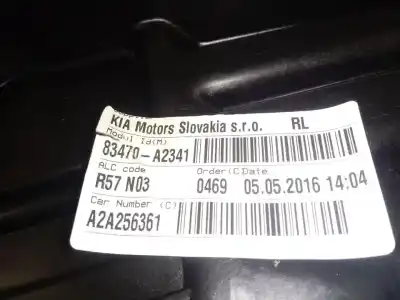 KIA Motors Slovakia s.r.o. RL
Modul Id(M)
83470-A2341
ALC code Order(C)Date
R57 N03 0469 05.05.2016 14:04
Car Number (C)
A2A256361